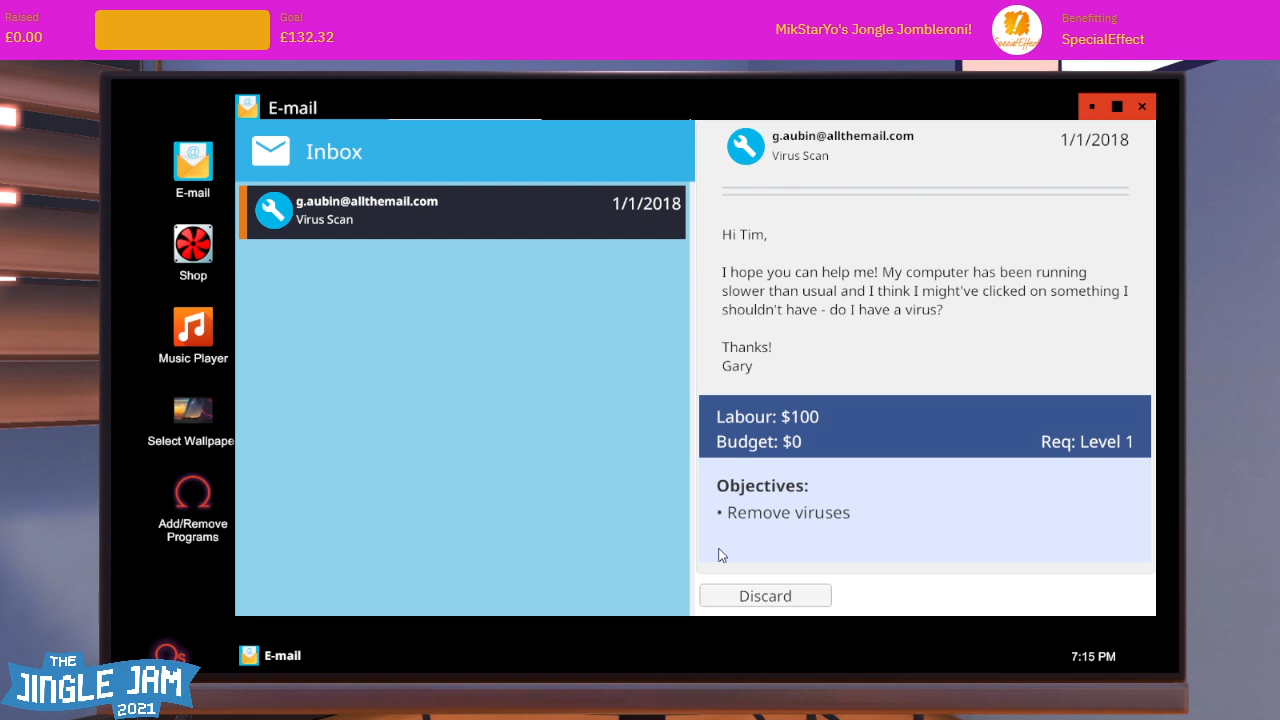 Raised
£0.00
Goal
£132.32
MikStarYo's Jongle Jombleroni!
SpecialEffect
Benefitting
SpecialEffect
E-mail
Inbox
g.aubin@allthemail.com
Virus Scan
1/1/2018
g.aubin@allthemail.com
Virus Scan
1/1/2018
Hi Tim,
I hope you can help me! My computer has been running
slower than usual and I think I might've clicked on something I
shouldn't have - do I have a virus?
Thanks!
Gary
Labour: $100
Budget: $0
Req: Level 1
Objectives:
• Remove viruses
Discard
E-mail
Shop
Music Player
Select Wallpape
Add/Remove
Programs
E-mail
7:15 PM
THE
JINGLE JAM
2021